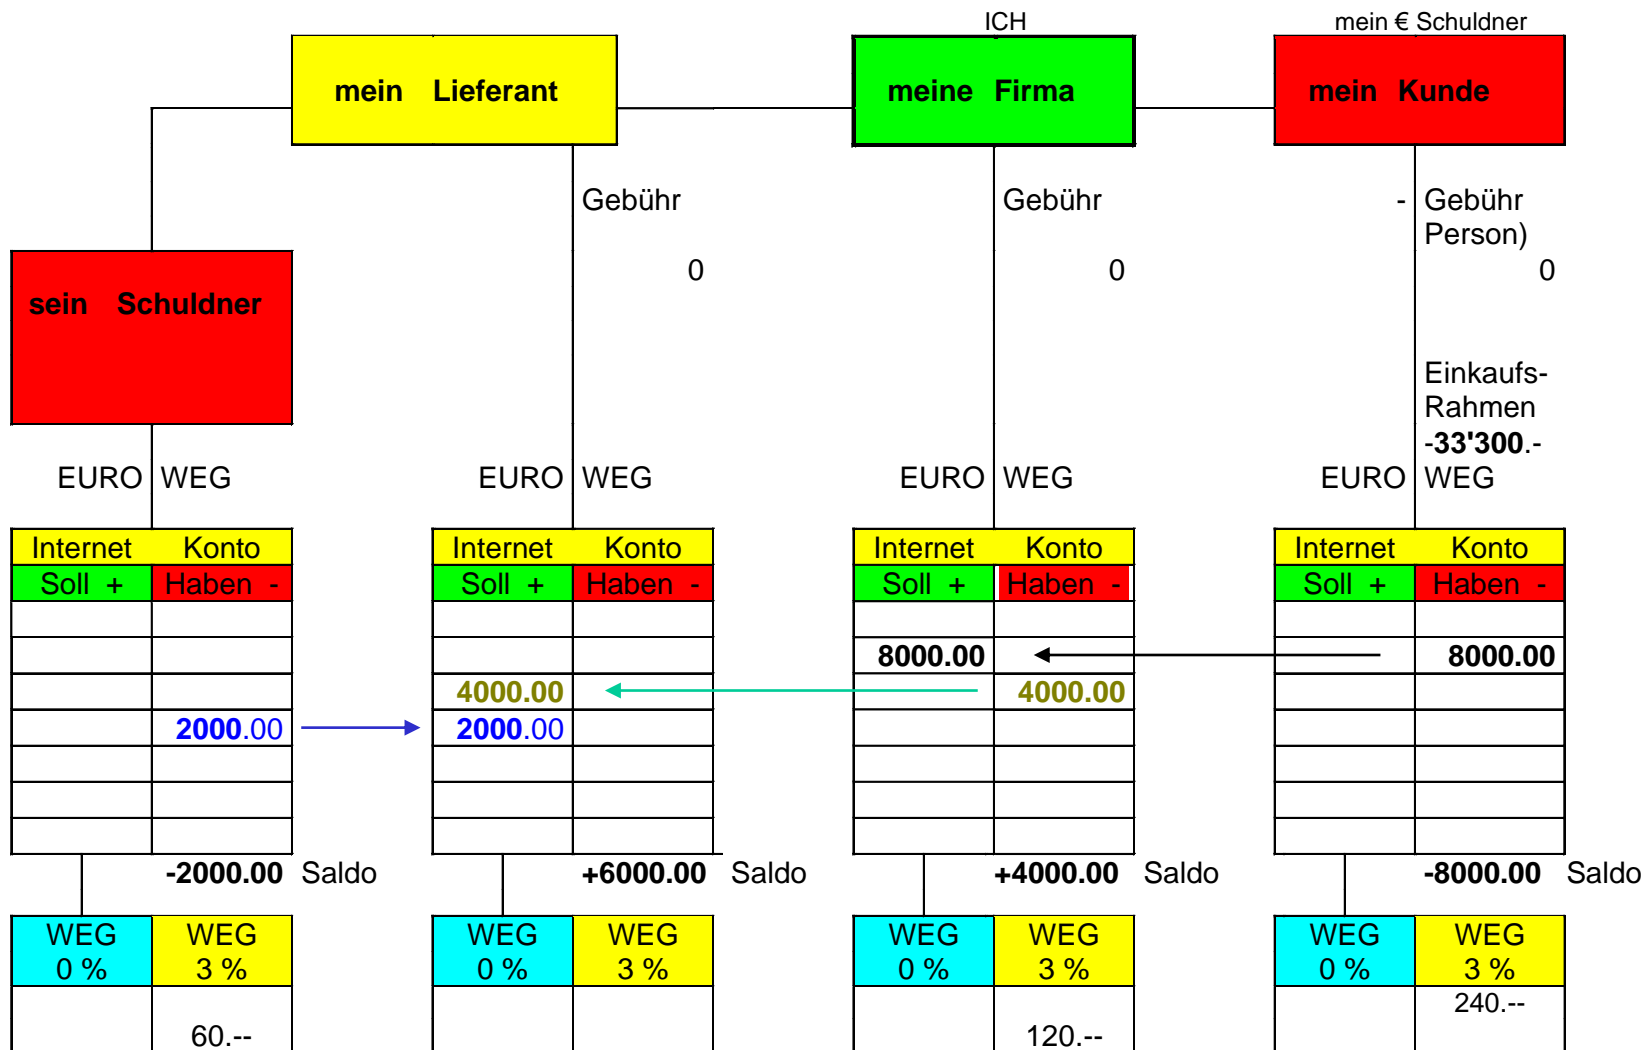 ICH mein € Schuldner
mein Lieferant meine Firma mein Kunde
Gebühr Gebühr - Gebühr
Person)
0 0 0
sein Schuldner
Einkaufs-
Rahmen
-33'300.-
EURO WEG EURO WEG EURO WEG EURO WEG
Internet Konto Internet Konto Internet Konto Internet Konto
Soll + Haben - Soll + Haben - Soll + Haben - Soll + Haben -
8000.00 8000.00
4000.00 4000.00
2000.00 2000.00
-2000.00 Saldo +6000.00 Saldo +4000.00 Saldo -8000.00 Saldo
WEG WEG WEG WEG WEG WEG WEG WEG
0 % 3 % 0 % 3 % 0 % 3 % 0 % 3 %
240.--
60.-- 120.--